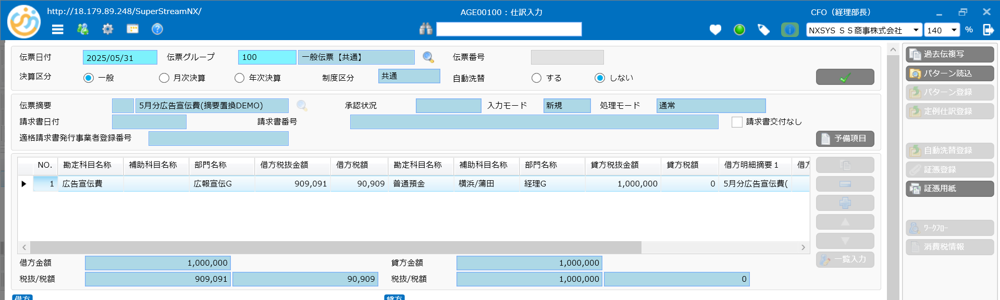 http://18.179.89.248/SuperStreamNX/
AGE00100：仕訳入力
CFO（経理部長）
NXSYS ＳＳ商事株式会社
140
%
伝票日付
2025/05/31
伝票グループ
100
一般伝票【共通】
伝票番号
決算区分
一般
月次決算
年次決算
制度区分
共通
自動洗替
する
しない
伝票摘要
5月分広告宣伝費(摘要置換DEMO)
承認状況
入力モード
新規
処理モード
通常
請求書日付
請求書番号
請求書交付なし
適格請求書発行事業者登録番号
予備項目
NO. 勘定科目名称 補助科目名称 部門名称 借方税抜金額 借方税額 勘定科目名称 補助科目名称 部門名称 貸方税抜金額 貸方税額 借方明細摘要１ 借方
1 広告宣伝費 広報宣伝G 909,091 90,909 普通預金 横浜/蒲田 経理G 1,000,000 0 5月分広告宣伝費(
借方金額
1,000,000
貸方金額
1,000,000
税抜/税額
909,091
90,909
税抜/税額
1,000,000
0
一覧入力
借方
貸方
過去伝複写
パターン読込
パターン登録
定例仕訳登録
自動洗替登録
証憑登録
証憑用紙
ﾜｰｸﾌﾛｰ
消費税情報